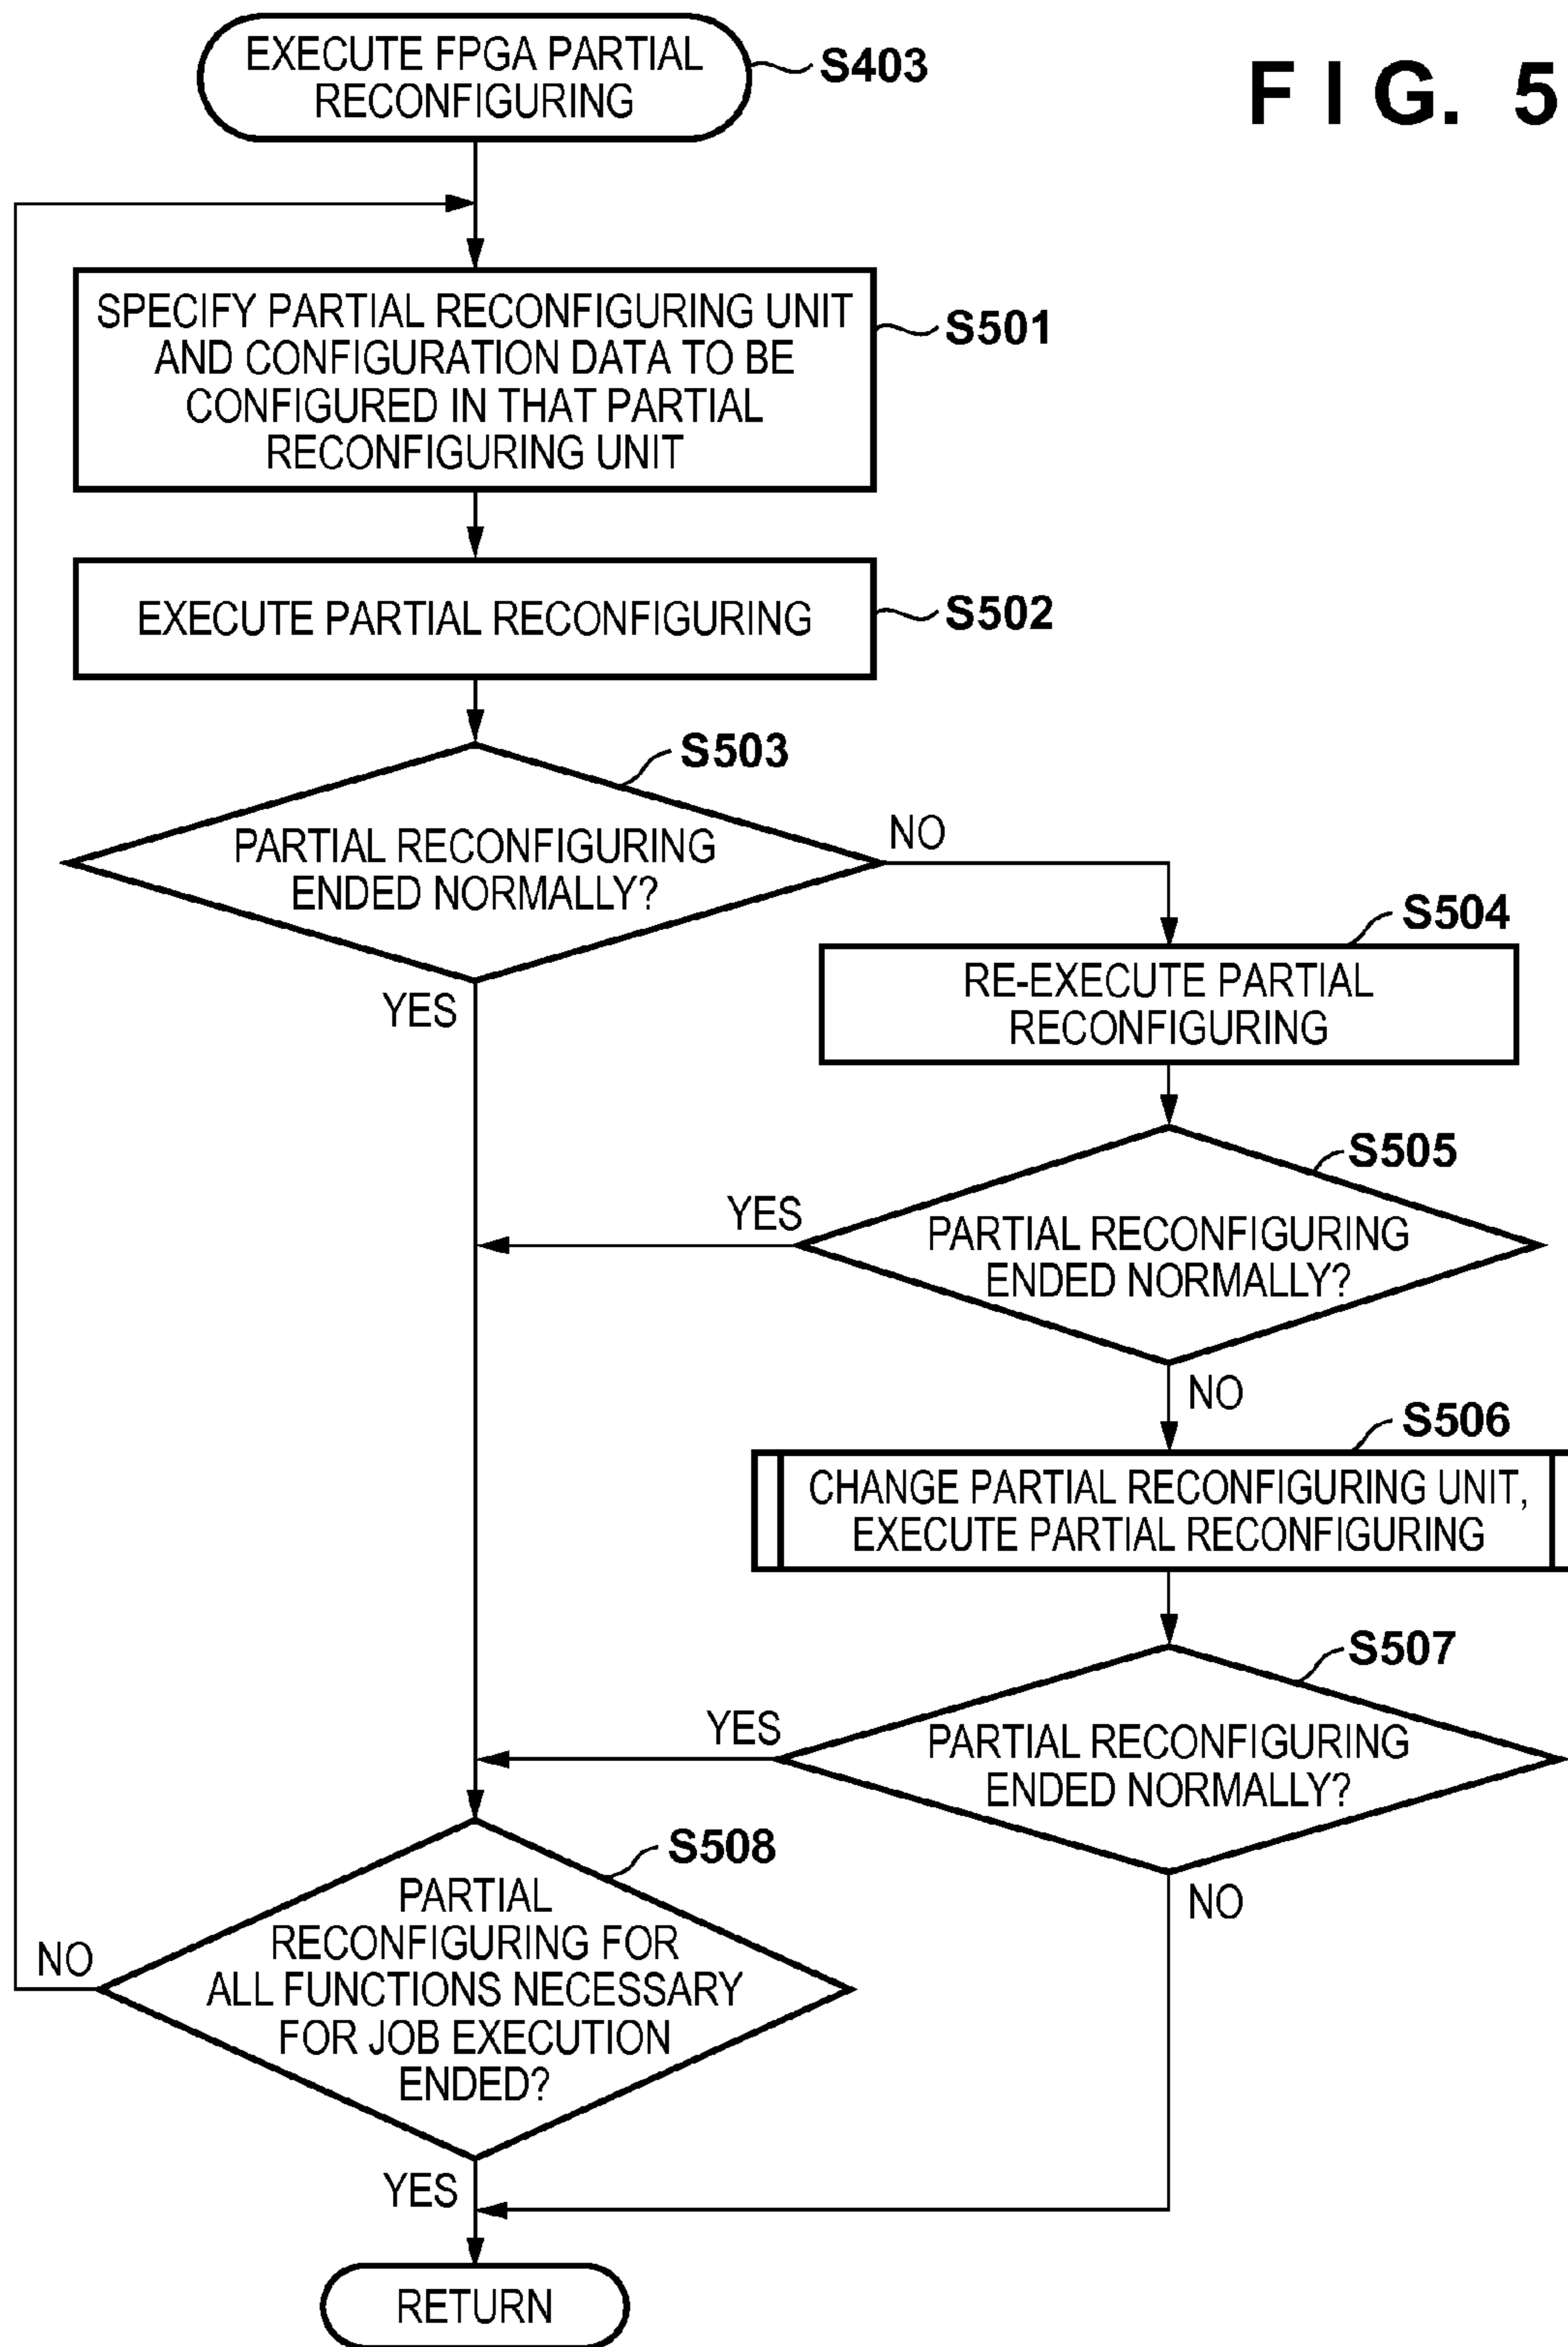 FIG. 5
EXECUTE FPGA PARTIAL
RECONFIGURING
S403
SPECIFY PARTIAL RECONFIGURING UNIT
AND CONFIGURATION DATA TO BE
CONFIGURED IN THAT PARTIAL
RECONFIGURING UNIT
S501
EXECUTE PARTIAL RECONFIGURING
S502
S503
PARTIAL RECONFIGURING
ENDED NORMALLY?
NO
YES
S504
RE-EXECUTE PARTIAL
RECONFIGURING
S505
PARTIAL RECONFIGURING
ENDED NORMALLY?
YES
NO
S506
CHANGE PARTIAL RECONFIGURING UNIT,
EXECUTE PARTIAL RECONFIGURING
S507
PARTIAL RECONFIGURING
ENDED NORMALLY?
YES
NO
S508
PARTIAL
RECONFIGURING FOR
ALL FUNCTIONS NECESSARY
FOR JOB EXECUTION
ENDED?
NO
YES
RETURN